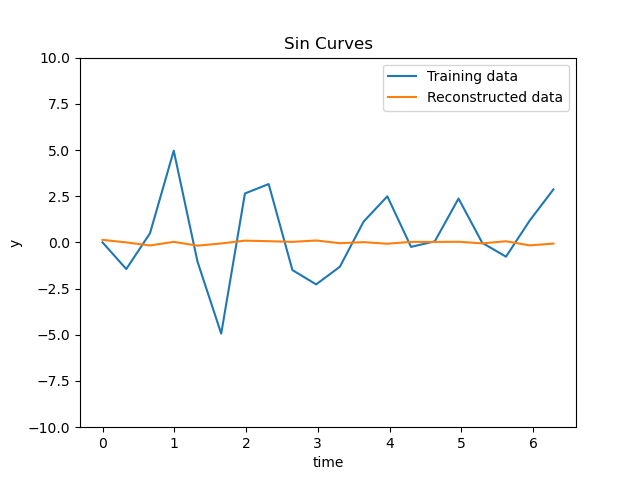 Sin Curves
Training data
Reconstructed data
10.0
7.5
5.0
2.5
0.0
−2.5
−5.0
−7.5
−10.0
y
0 1 2 3 4 5 6
time